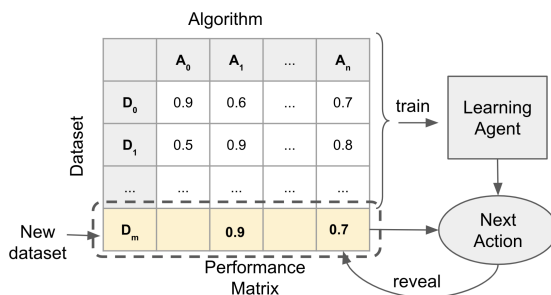 Algorithm
A0 A1 ... An
D0 0.9 0.6 ... 0.7
D1 0.5 0.9 ... 0.8
... ... ... ... ...
Dm 0.9 0.7
Dataset
New
dataset
Performance
Matrix
train
Learning
Agent
Next
Action
reveal